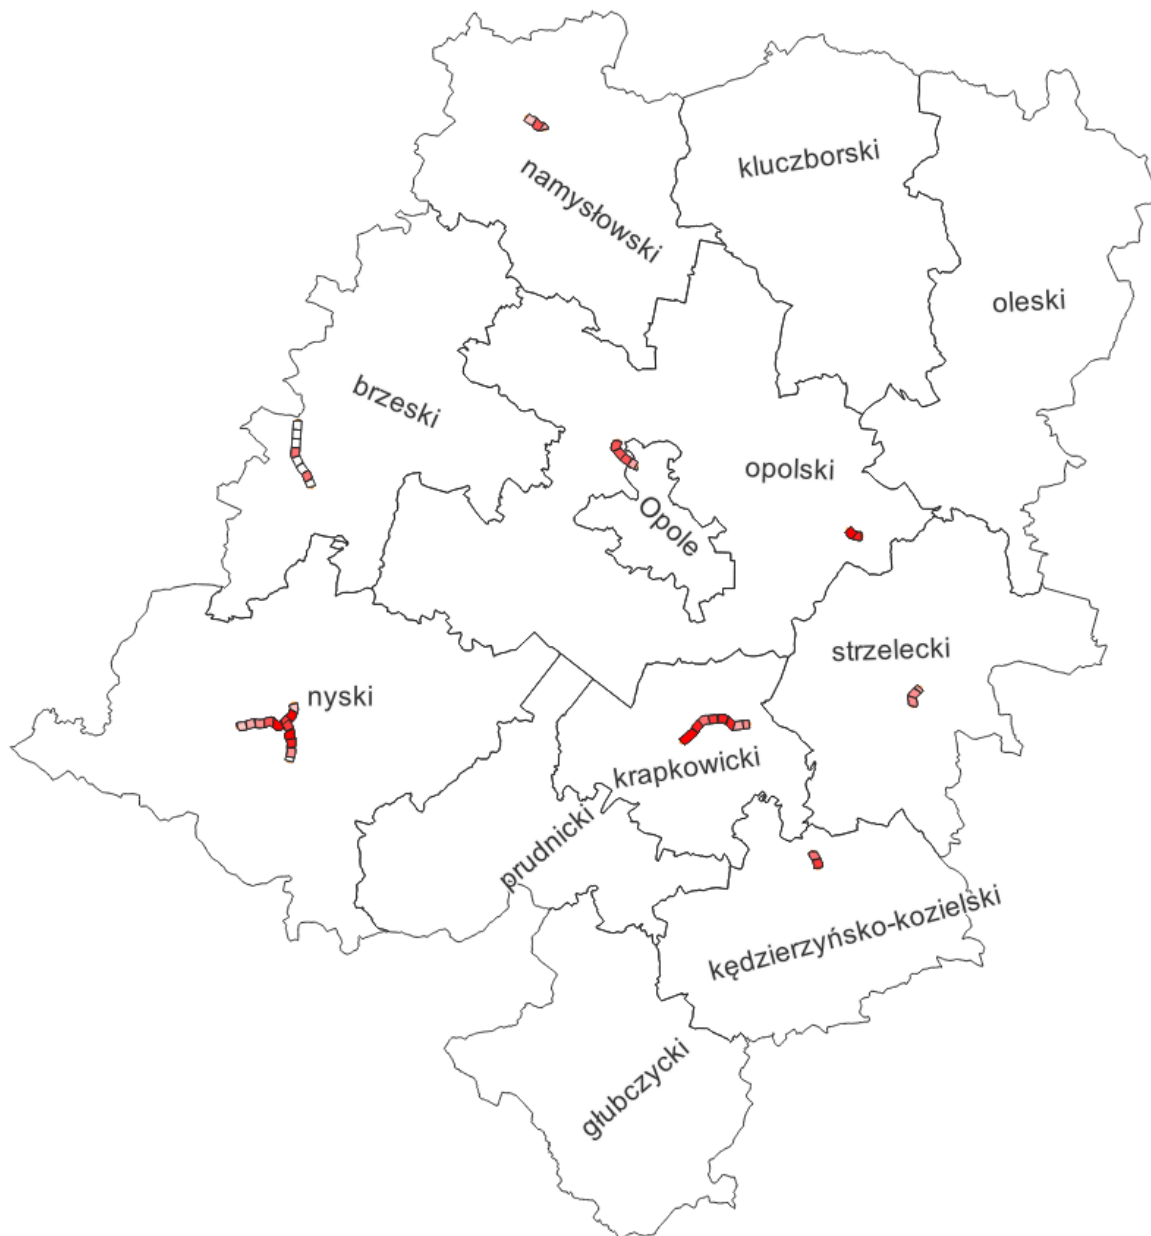 kluczborski
namysłowski
oleski
brzeski
opolski
Opole
strzelecki
nyski
krapkowicki
prudnicki
kędzierzyńsko-kozielski
głubczycki